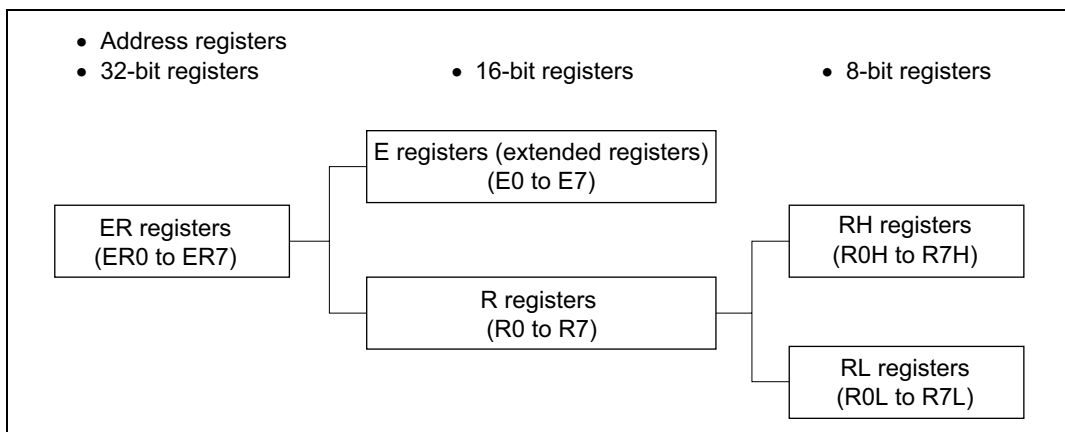 • Address registers
• 32-bit registers
• 16-bit registers
• 8-bit registers
E registers (extended registers)
(E0 to E7)
ER registers
(ER0 to ER7)
RH registers
(R0H to R7H)
R registers
(R0 to R7)
RL registers
(R0L to R7L)